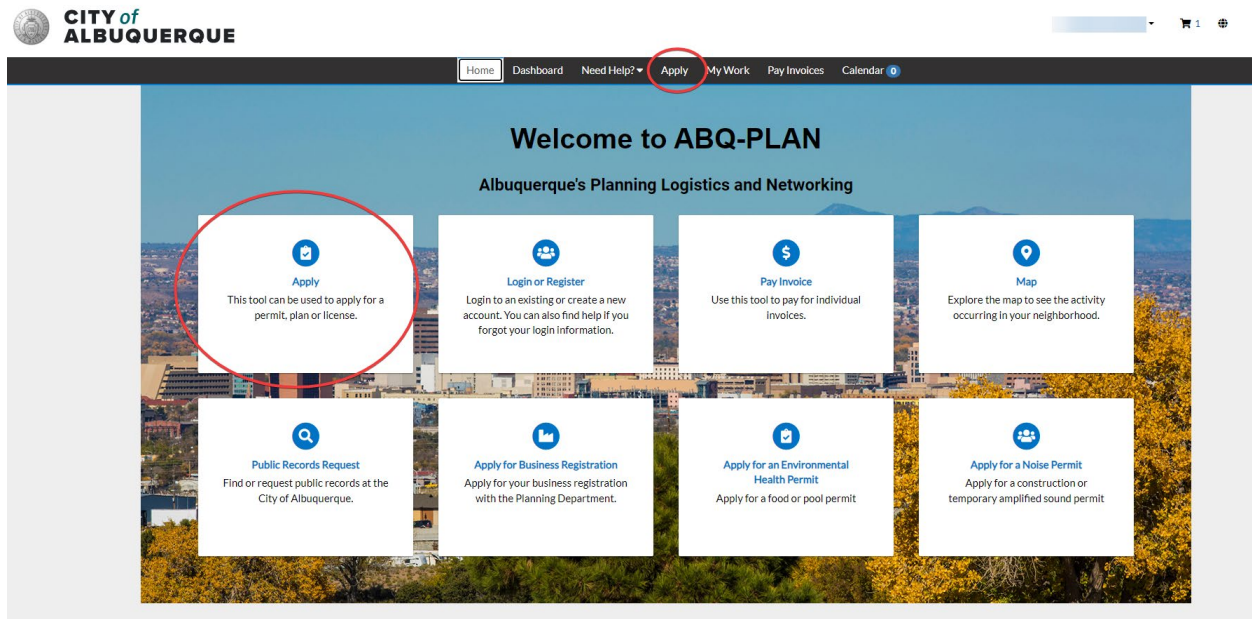 CITY of
ALBUQUERQUE
1
Home Dashboard Need Help? Apply My Work Pay Invoices Calendar 0
Welcome to ABQ-PLAN
Albuquerque's Planning Logistics and Networking
Apply
This tool can be used to apply for a
permit, plan or license.
Login or Register
Login to an existing or create a new
account. You can also find help if you
forgot your login information.
Pay Invoice
Use this tool to pay for individual
invoices.
Map
Explore the map to see the activity
occurring in your neighborhood.
Public Records Request
Find or request public records at the
City of Albuquerque.
Apply for Business Registration
Apply for your business registration
with the Planning Department.
Apply for an Environmental
Health Permit
Apply for a food or pool permit
Apply for a Noise Permit
Apply for a construction or
temporary amplified sound permit